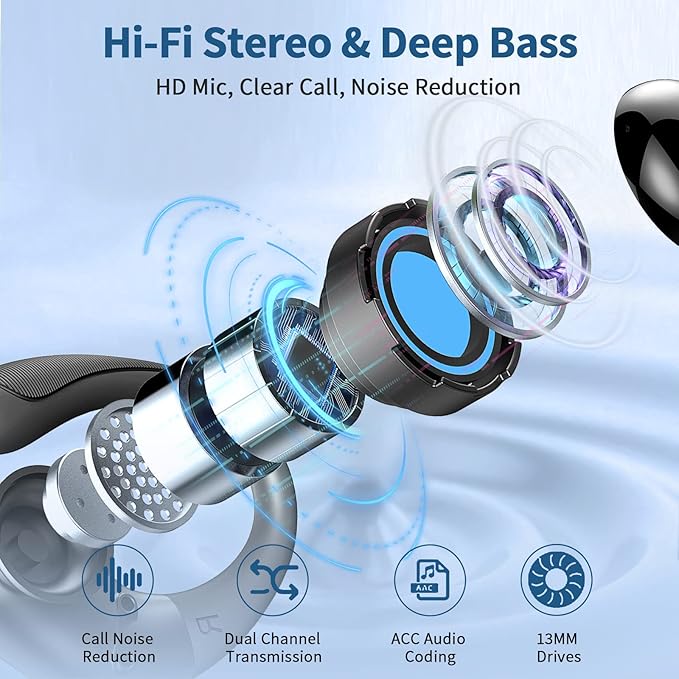 Hi-Fi Stereo & Deep Bass
HD Mic, Clear Call, Noise Reduction
R
AAC
Call Noise
Reduction
Dual Channel
Transmission
ACC Audio
Coding
13MM
Drives